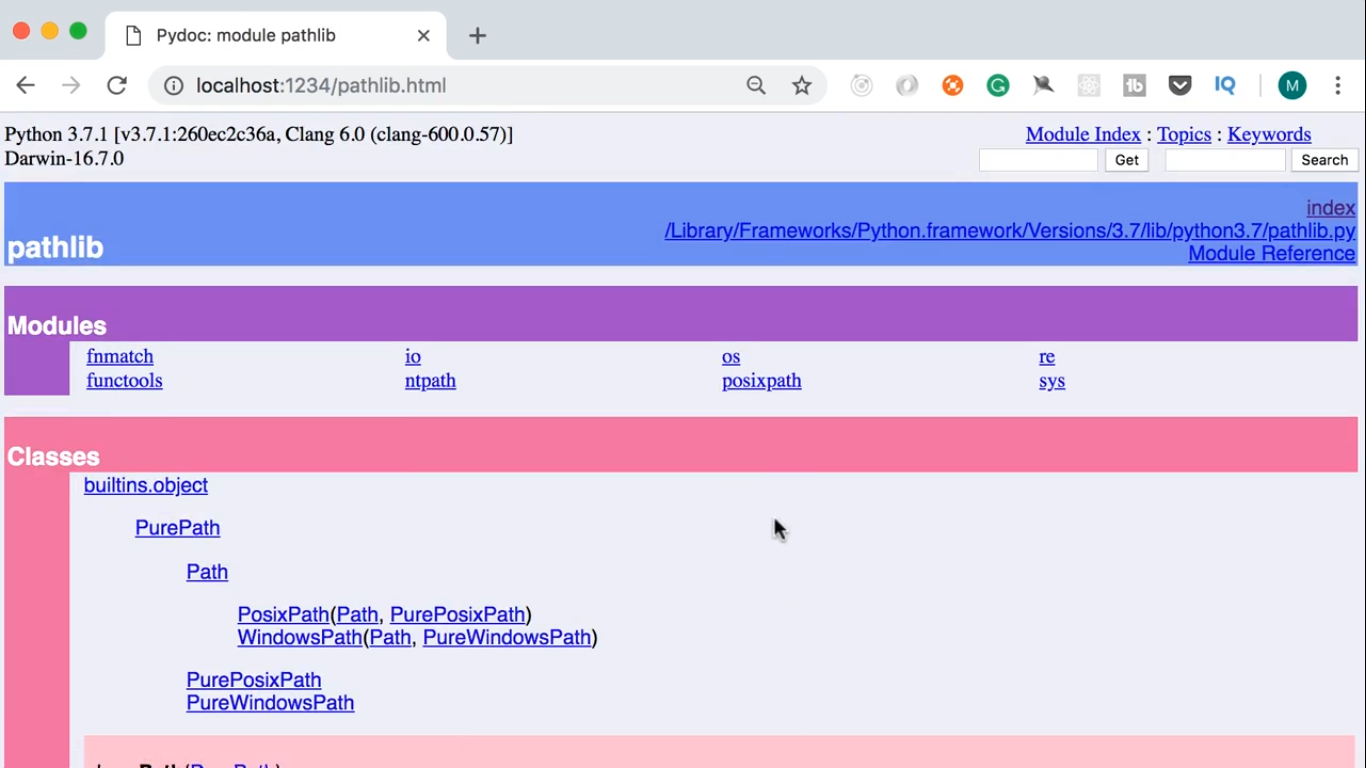 Pydoc: module pathlib
localhost:1234/pathlib.html
tb
IQ
M
Python 3.7.1 [v3.7.1:260ec2c36a, Clang 6.0 (clang-600.0.57)]
Darwin-16.7.0
Module Index : Topics : Keywords
Get Search
index
/Library/Frameworks/Python.framework/Versions/3.7/lib/python3.7/pathlib.py
Module Reference
pathlib
Modules
fnmatch io os re
functools ntpath posixpath sys
Classes
builtins.object
PurePath
Path
PosixPath(Path, PurePosixPath)
WindowsPath(Path, PureWindowsPath)
PurePosixPath
PureWindowsPath